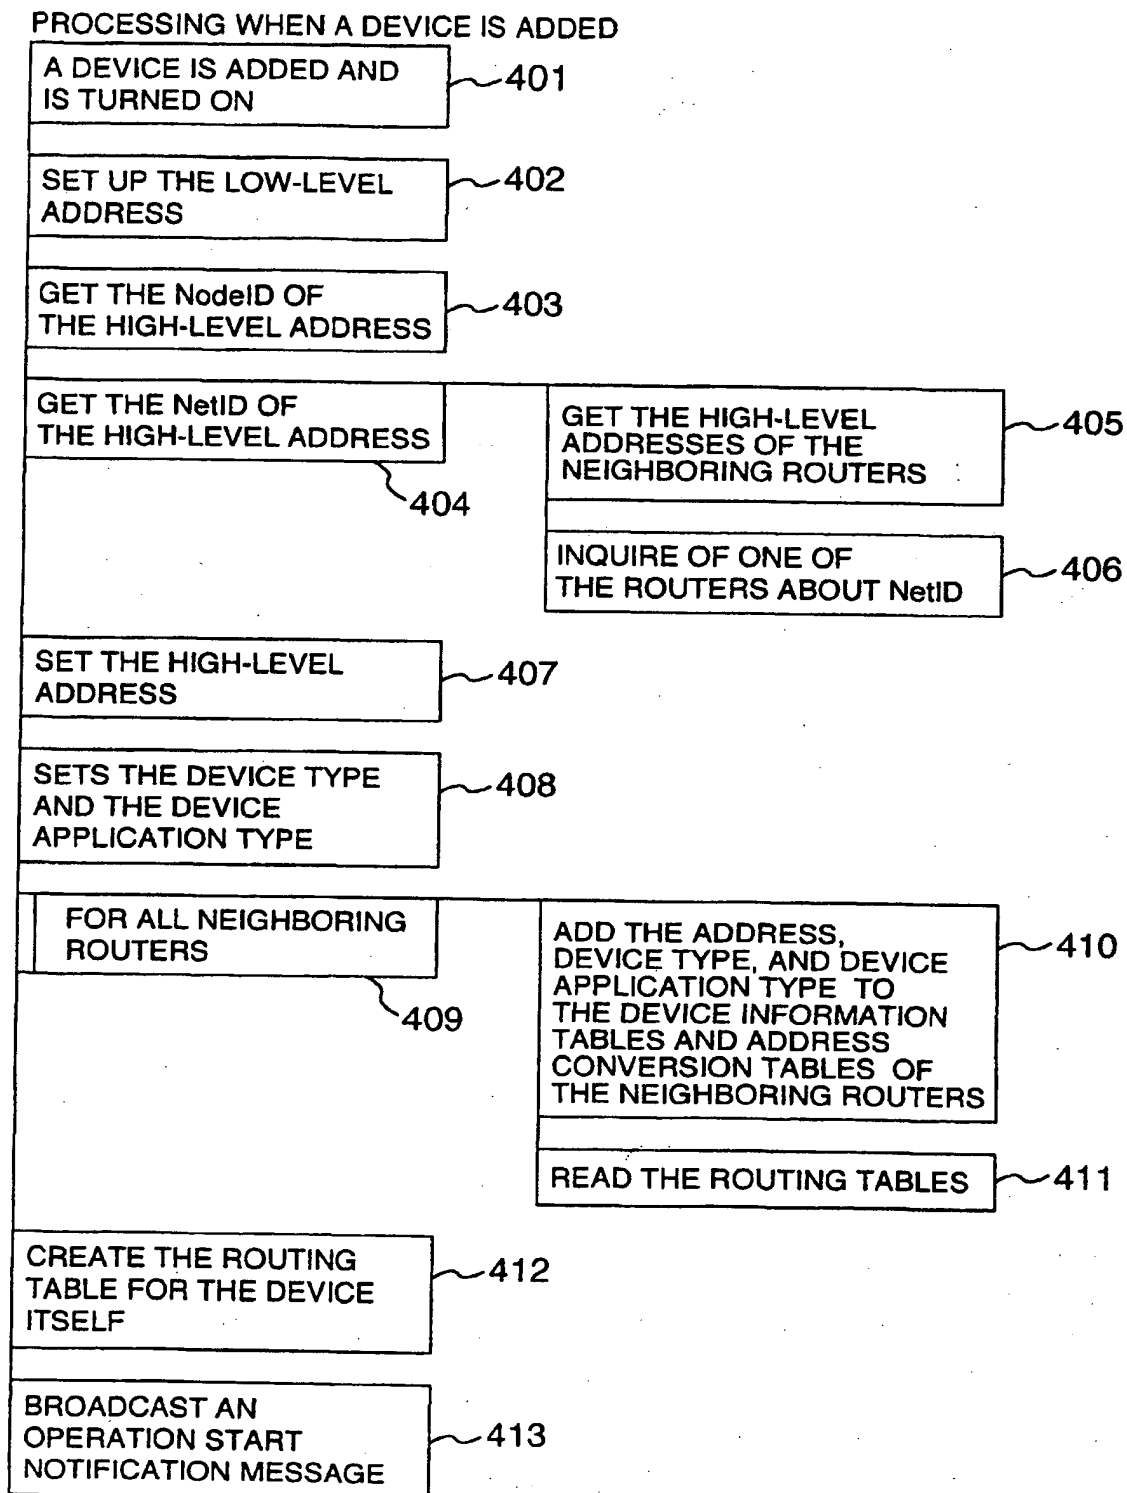 PROCESSING WHEN A DEVICE IS ADDED
A DEVICE IS ADDED AND
IS TURNED ON
401
SET UP THE LOW-LEVEL
ADDRESS
402
GET THE NodeID OF
THE HIGH-LEVEL ADDRESS
403
GET THE NetID OF
THE HIGH-LEVEL ADDRESS
404
GET THE HIGH-LEVEL
ADDRESSES OF THE
NEIGHBORING ROUTERS
405
INQUIRE OF ONE OF
THE ROUTERS ABOUT NetID
406
SET THE HIGH-LEVEL
ADDRESS
407
SETS THE DEVICE TYPE
AND THE DEVICE
APPLICATION TYPE
408
FOR ALL NEIGHBORING
ROUTERS
409
ADD THE ADDRESS,
DEVICE TYPE, AND DEVICE
APPLICATION TYPE TO
THE DEVICE INFORMATION
TABLES AND ADDRESS
CONVERSION TABLES OF
THE NEIGHBORING ROUTERS
410
READ THE ROUTING TABLES
411
CREATE THE ROUTING
TABLE FOR THE DEVICE
ITSELF
412
BROADCAST AN
OPERATION START
NOTIFICATION MESSAGE
413